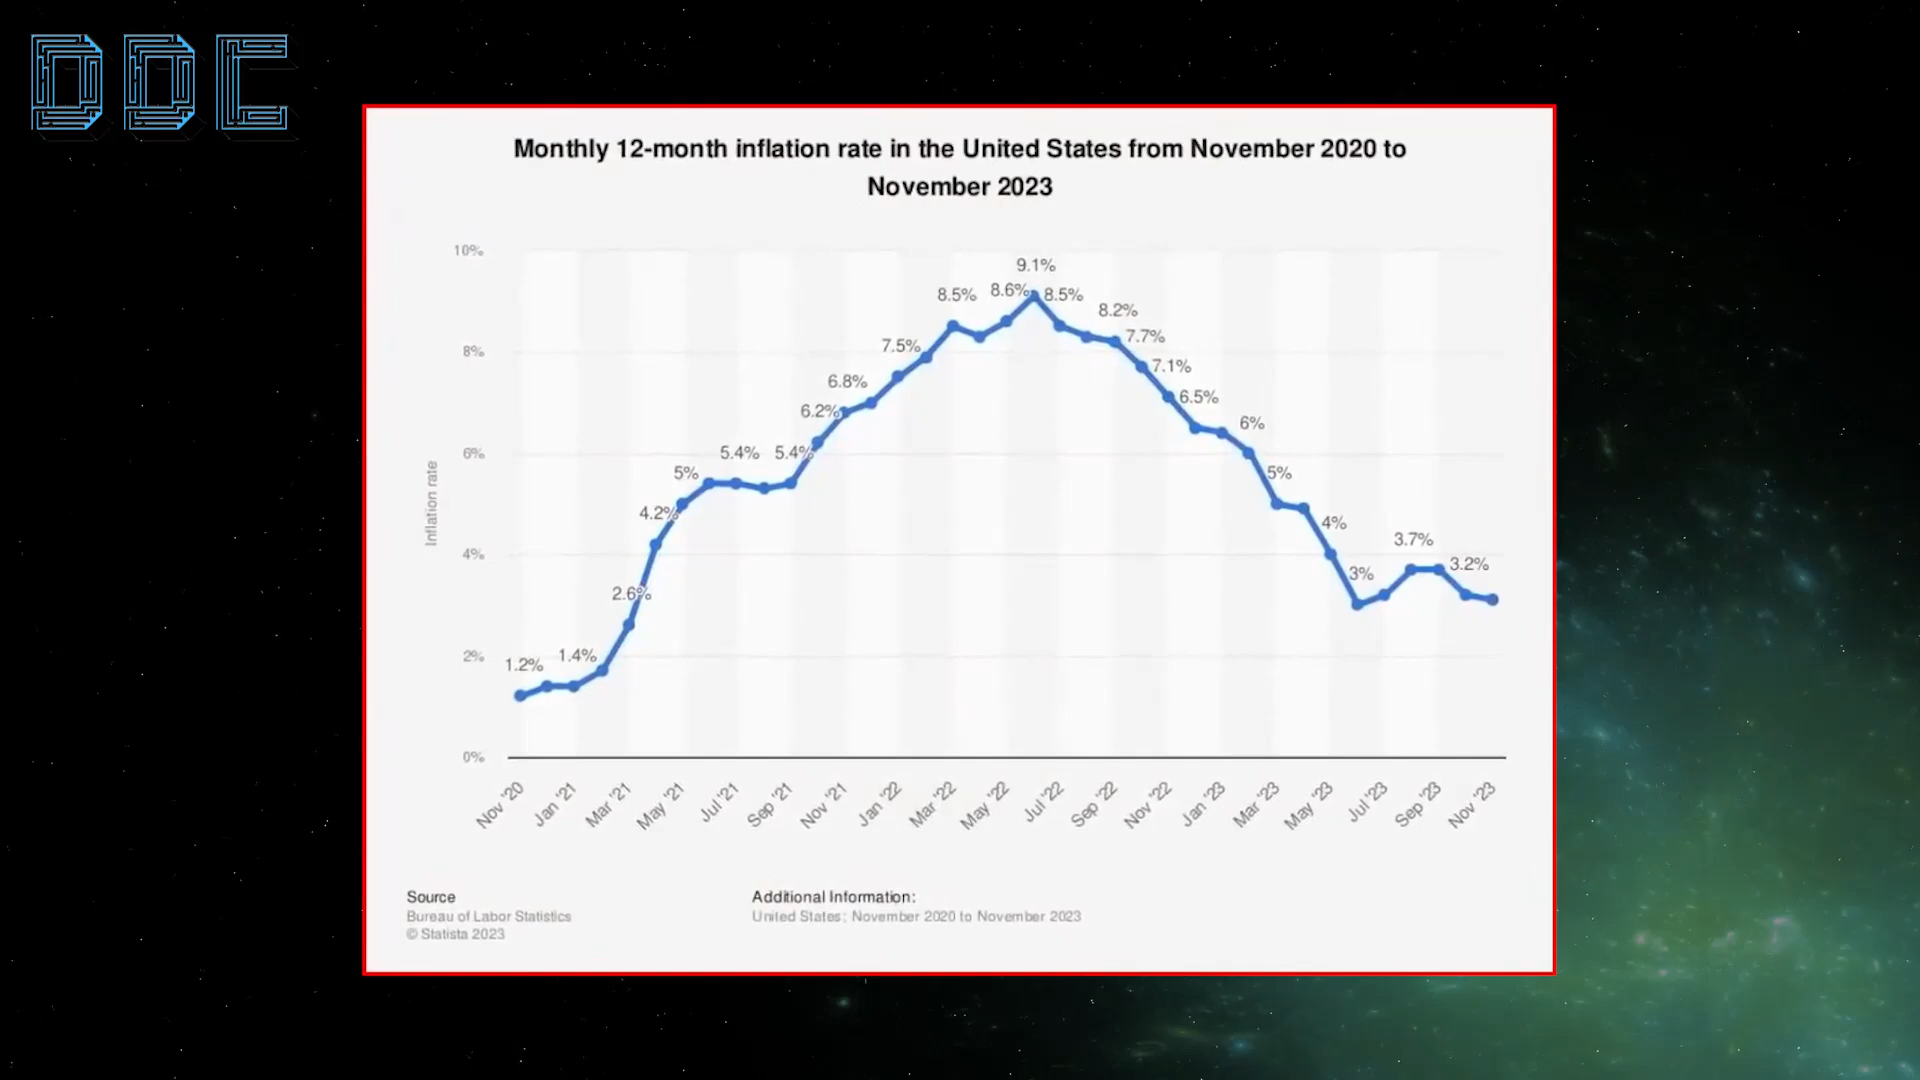 DDC
Monthly 12-month inflation rate in the United States from November 2020 to
November 2023
10%
8%
6%
4%
2%
0%
Inflation rate
1.2%
1.4%
2.6%
4.2%
5%
5.4%
5.4%
6.2%
6.8%
7.5%
8.5%
8.6%
9.1%
8.5%
8.2%
7.7%
7.1%
6.5%
6%
5%
4%
3%
3.7%
3.2%
Nov '20
Jan '21
Mar '21
May '21
Jul '21
Sep '21
Nov '21
Jan '22
Mar '22
May '22
Jul '22
Sep '22
Nov '22
Jan '23
Mar '23
May '23
Jul '23
Sep '23
Nov '23
Source
Bureau of Labor Statistics
© Statista 2023
Additional Information:
United States; November 2020 to November 2023